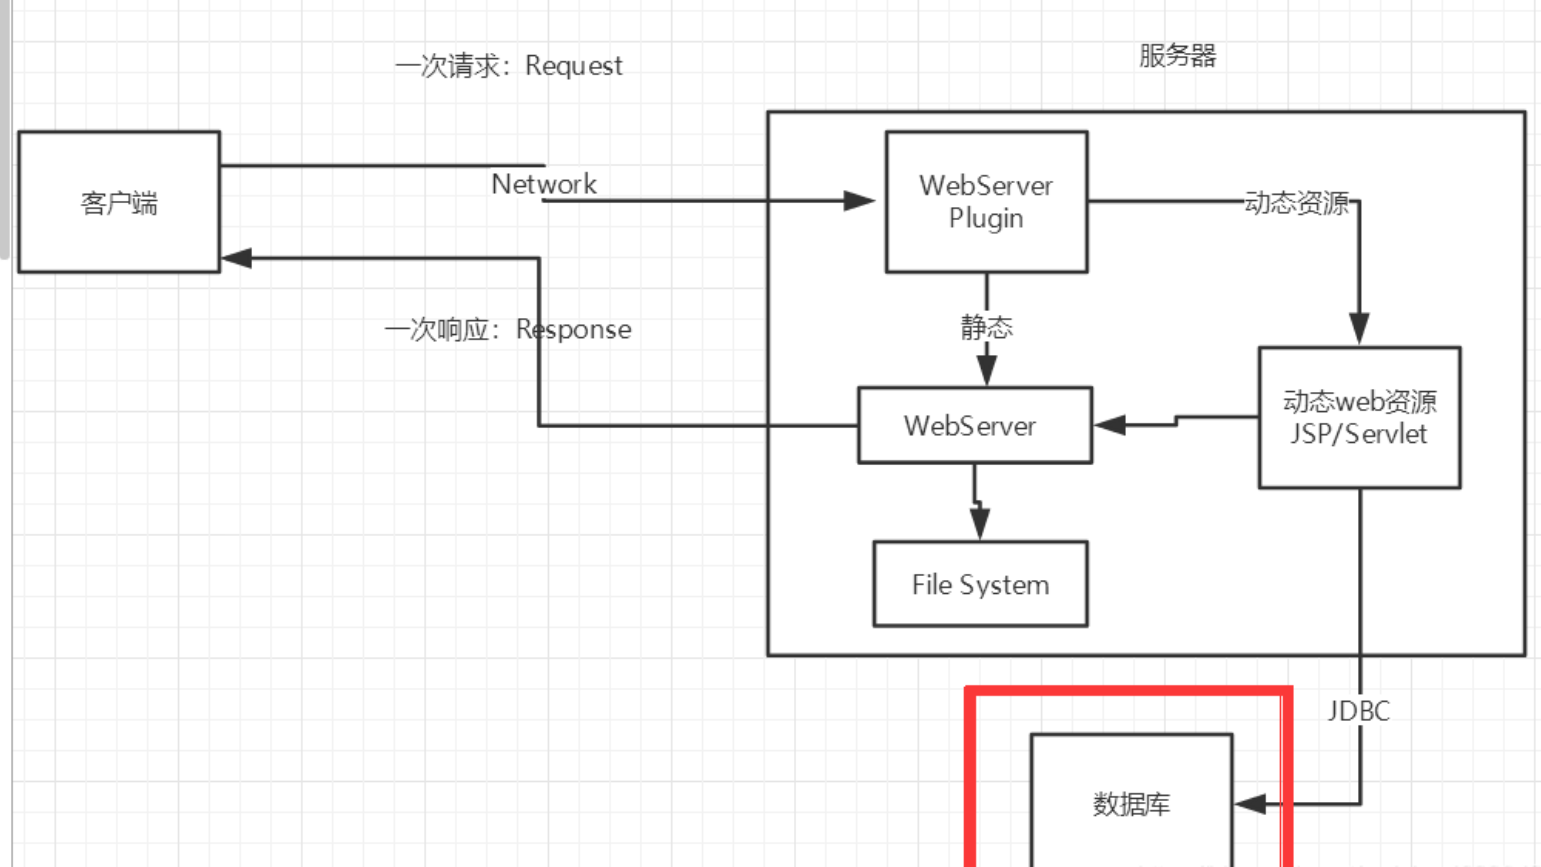 一次请求：Request
服务器
客户端
Network
WebServer
Plugin
动态资源
一次响应：Response
静态
动态web资源
JSP/Servlet
WebServer
File System
JDBC
数据库